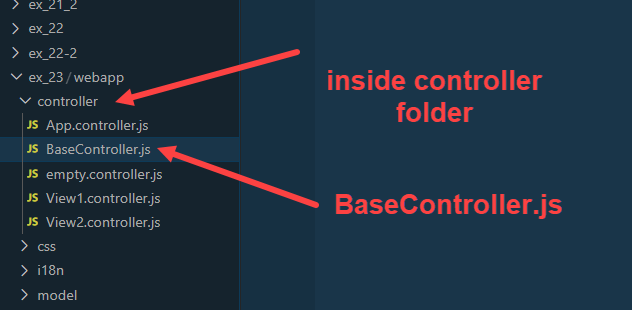 ex_21_2
ex_22
ex_22-2
ex_23/webapp
controller
JS App.controller.js
JS BaseController.js
JS empty.controller.js
JS View1.controller.js
JS View2.controller.js
css
i18n
model
inside controller
folder
BaseController.js